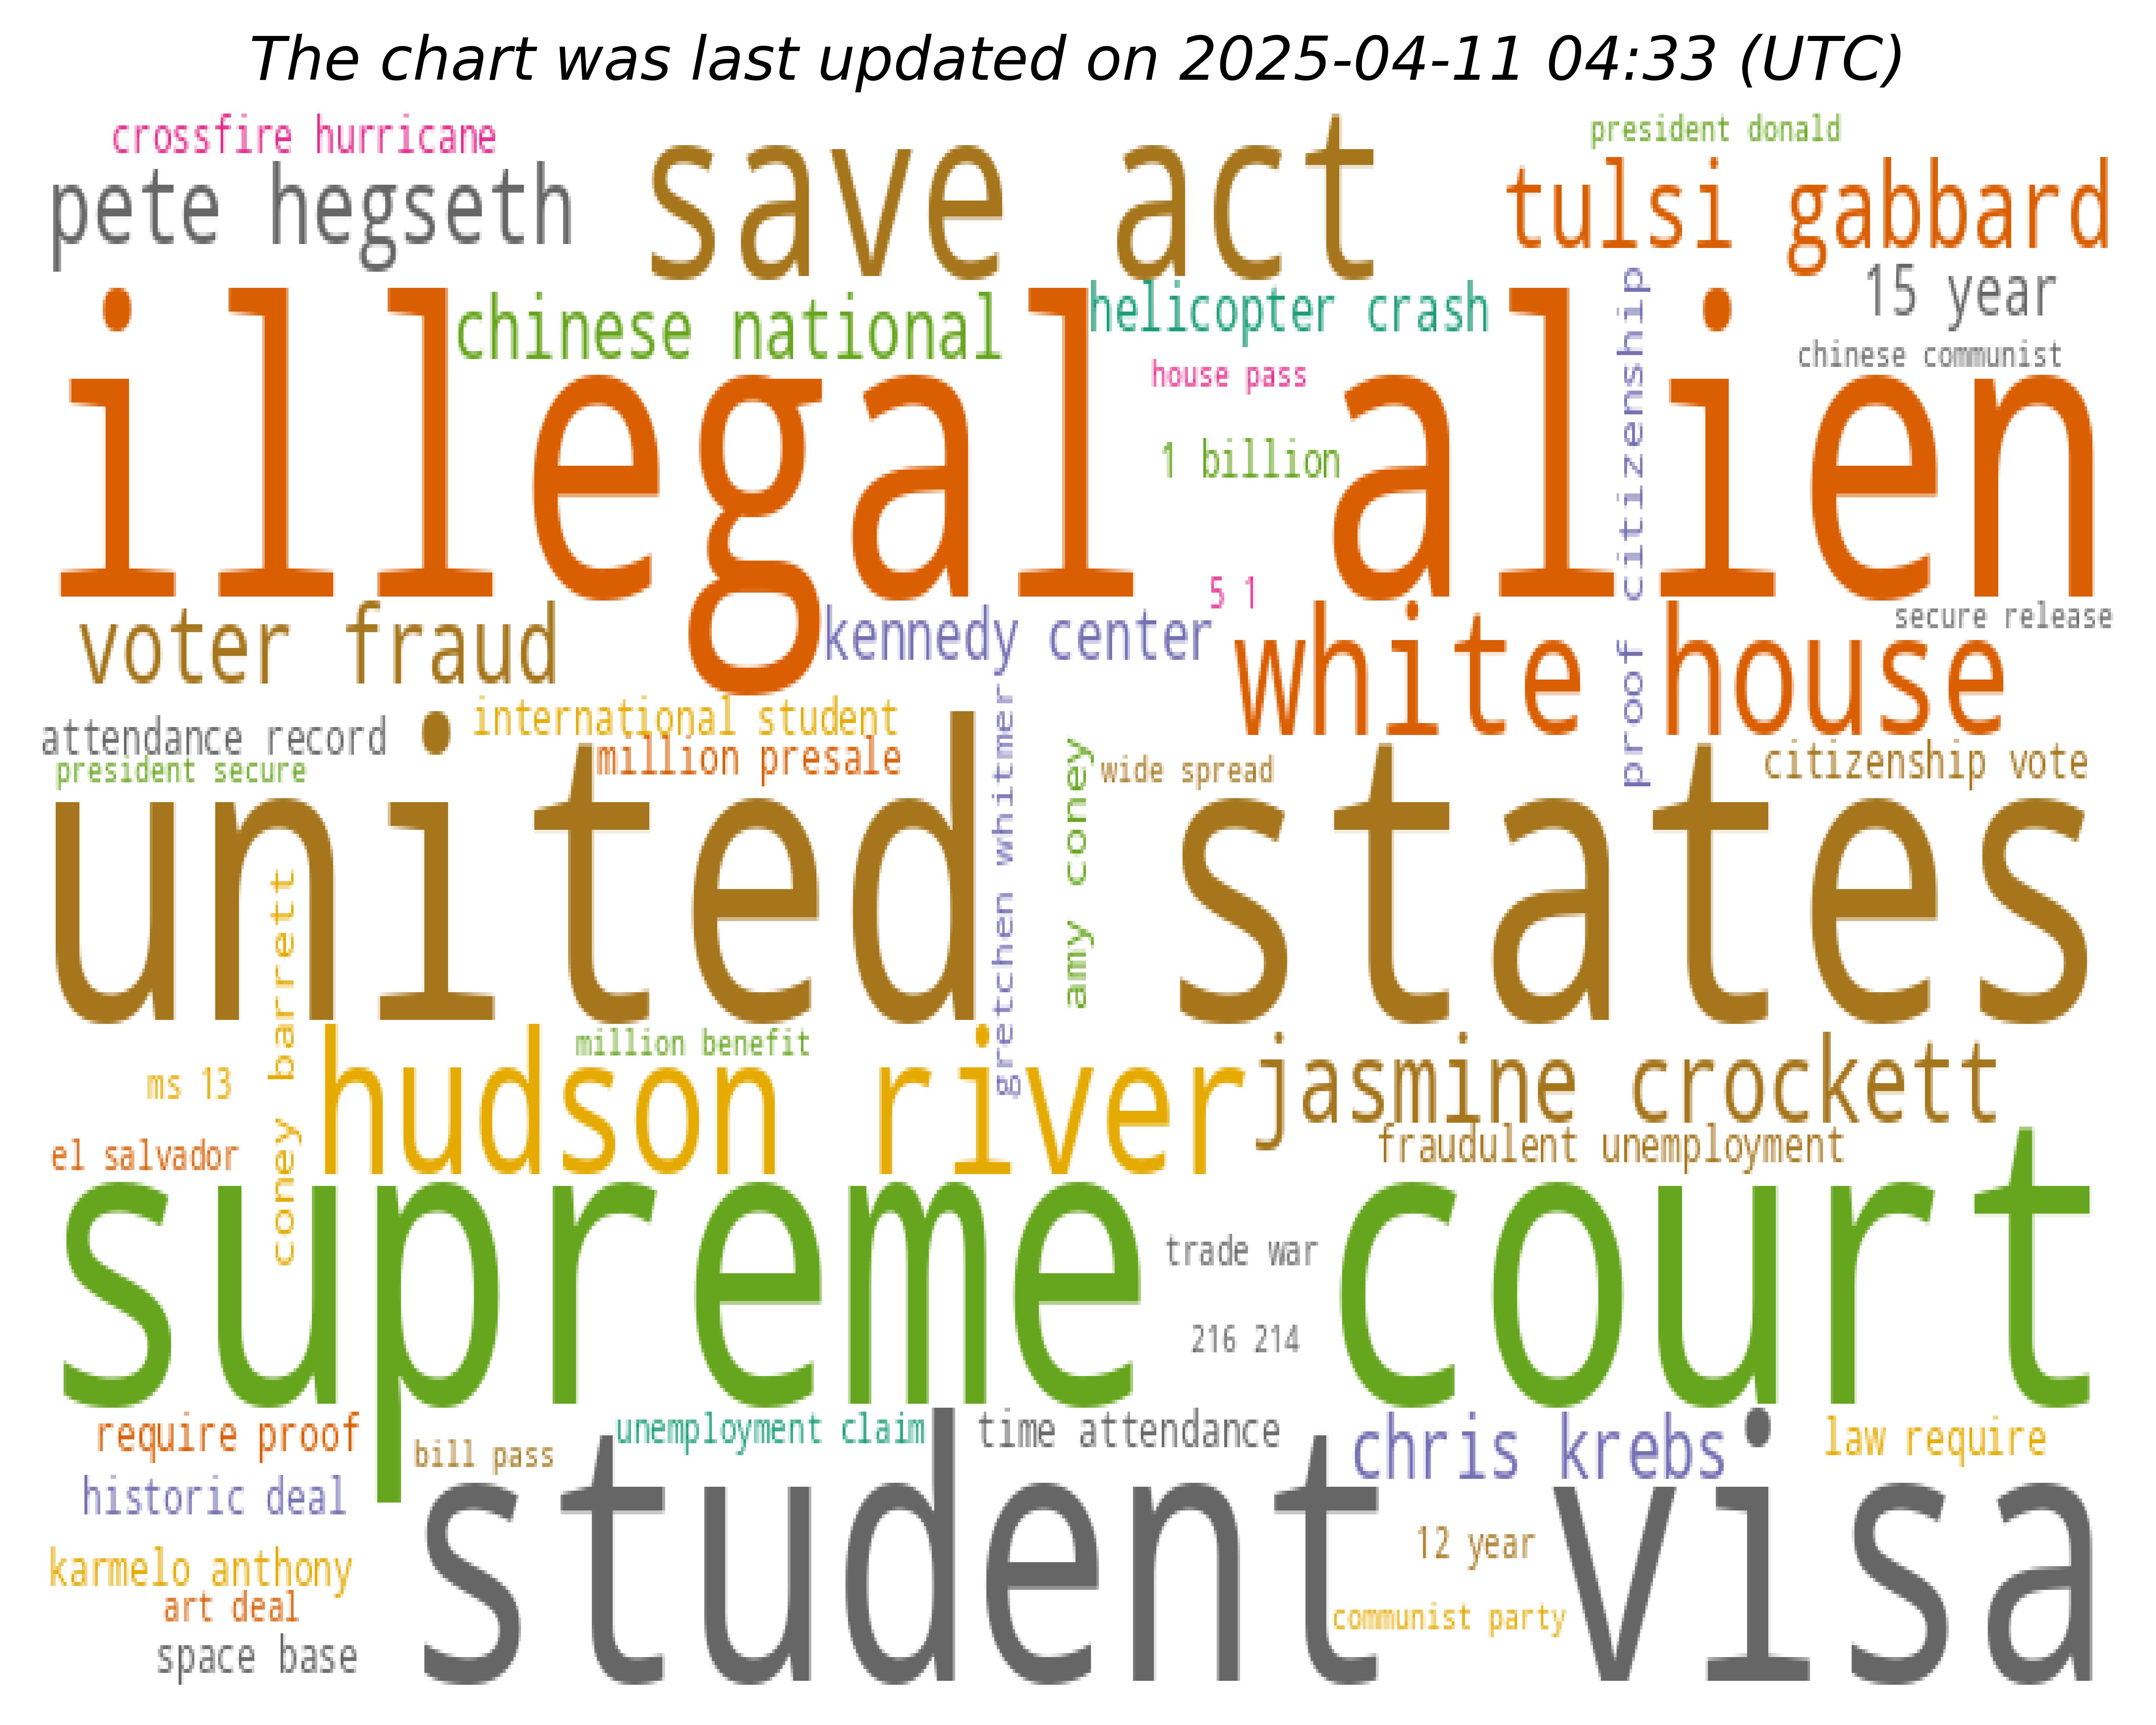 The chart was last updated on 2025-04-11 04:33 (UTC)
crossfire hurricane
president donald
pete hegseth
save act
tulsi gabbard
chinese national
helicopter crash
15 year
house pass
chinese communist
illegal alien
1 billion
proof citizenship
5 1
voter fraud
kennedy center
white house
secure release
attendance record
international student
president secure
million presale
gretchen whitmer
amy coney
wide spread
citizenship vote
united states
coney barrett
million benefit
ms 13
hudson river
jasmine crockett
el salvador
fraudulent unemployment
supreme court
trade war
216 214
require proof
bill pass
unemployment claim
time attendance
chris krebs
law require
historic deal
student visa
karmelo anthony
12 year
art deal
communist party
space base